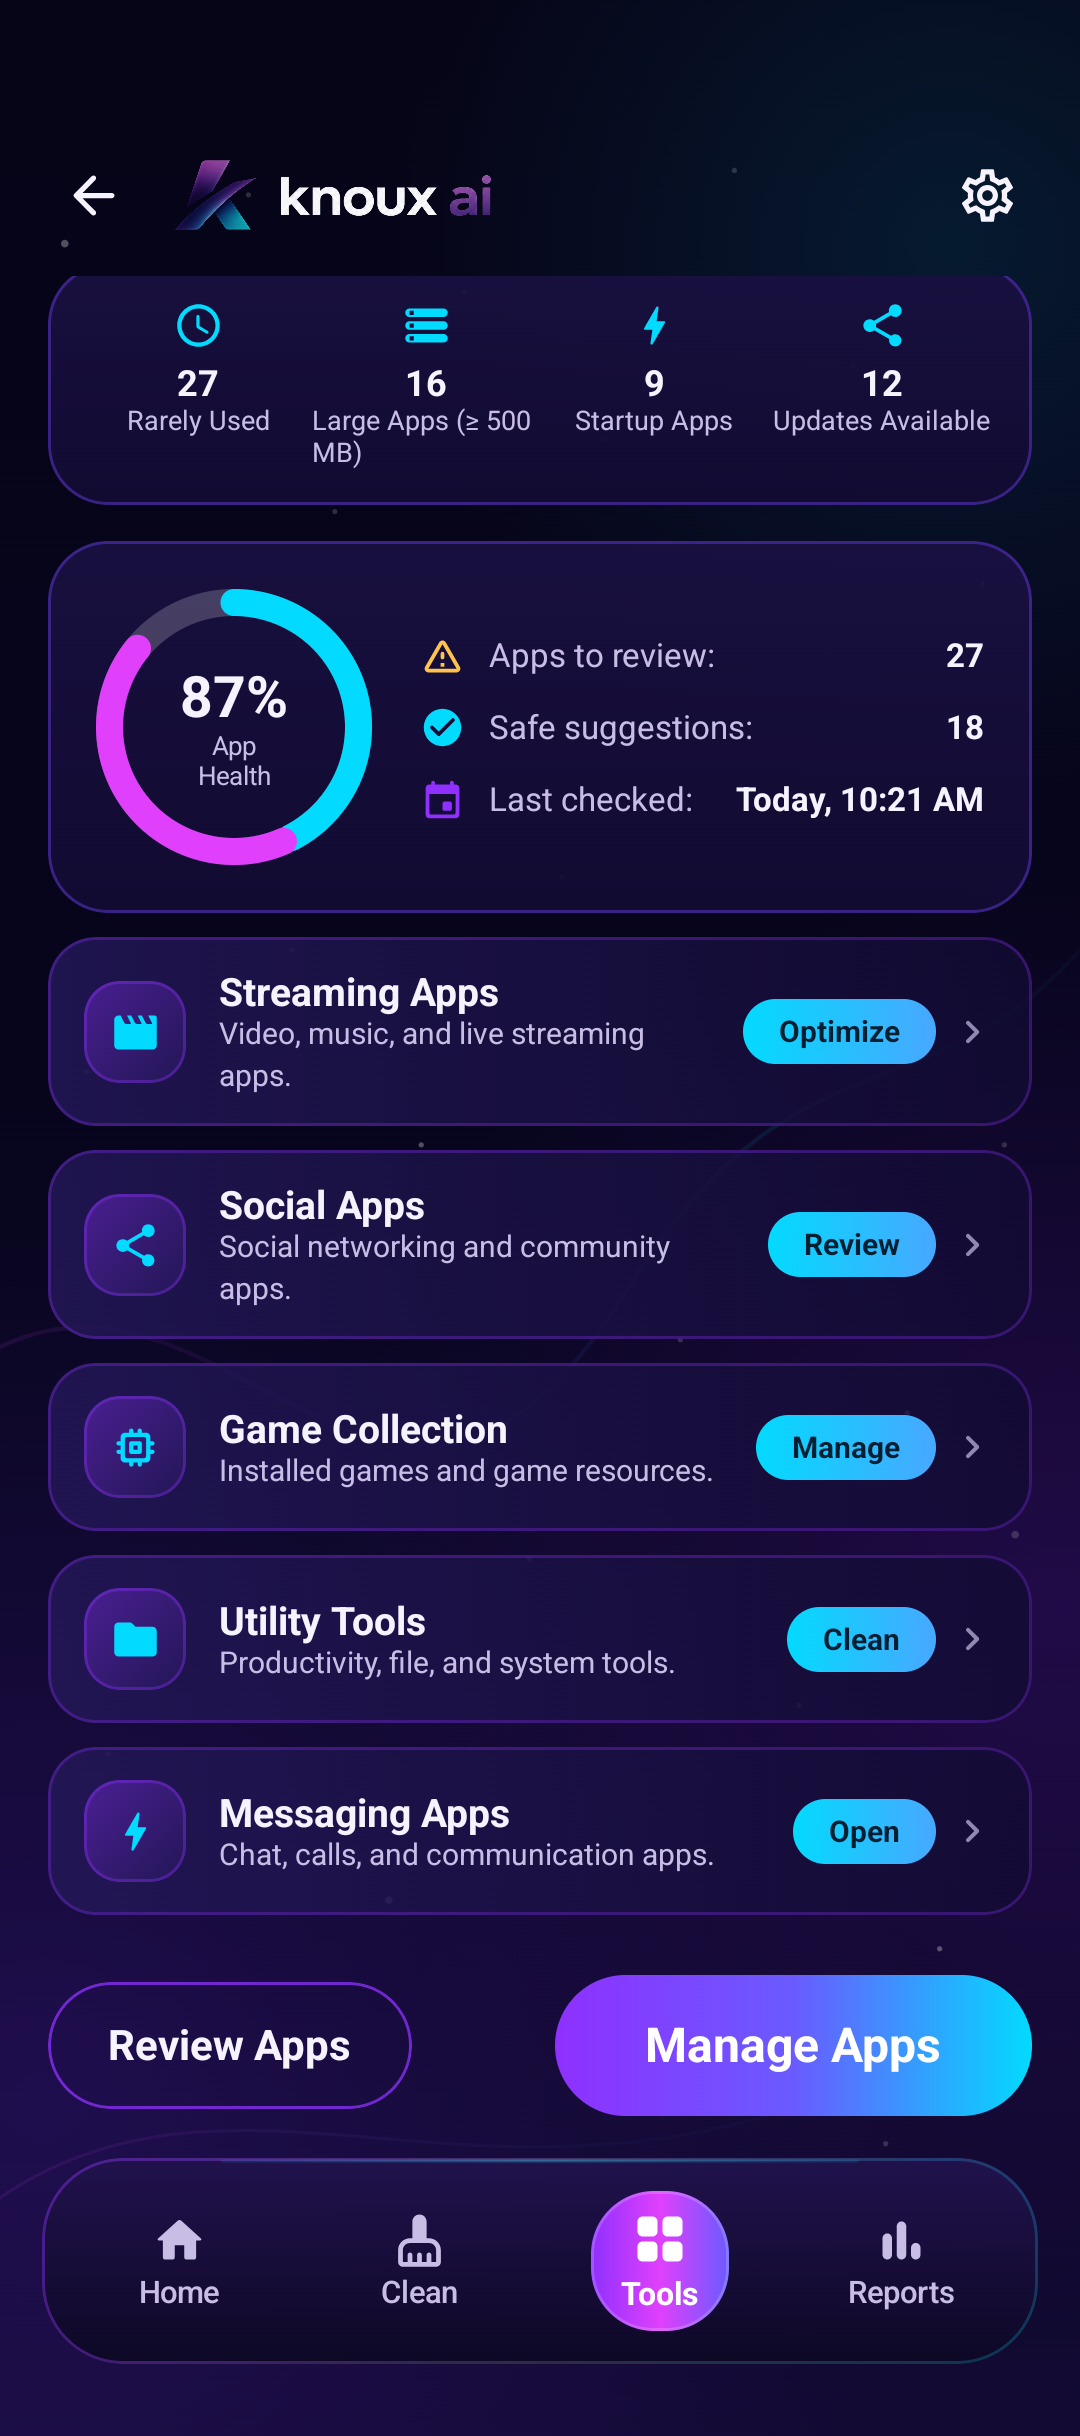 knoux ai
27
Rarely Used
16
Large Apps (≥ 500
MB)
9
Startup Apps
12
Updates Available
87%
App
Health
Apps to review: 27
Safe suggestions: 18
Last checked: Today, 10:21 AM
Streaming Apps
Video, music, and live streaming
apps.
Optimize
Social Apps
Social networking and community
apps.
Review
Game Collection
Installed games and game resources.
Manage
Utility Tools
Productivity, file, and system tools.
Clean
Messaging Apps
Chat, calls, and communication apps.
Open
Review Apps
Manage Apps
Home
Clean
Tools
Reports